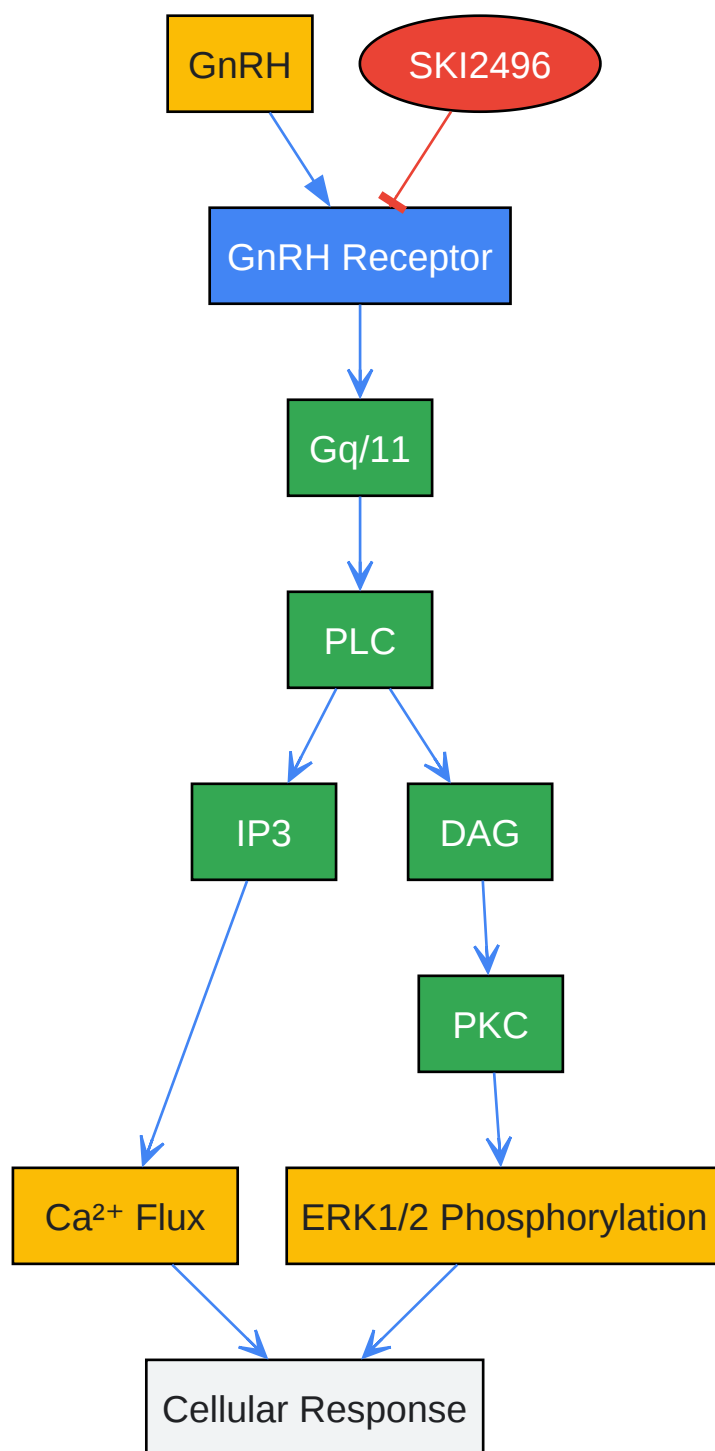 GnRH
SKI2496
GnRH Receptor
Gq/11
PLC
IP3
DAG
PKC
Ca²⁺ Flux
ERK1/2 Phosphorylation
Cellular Response